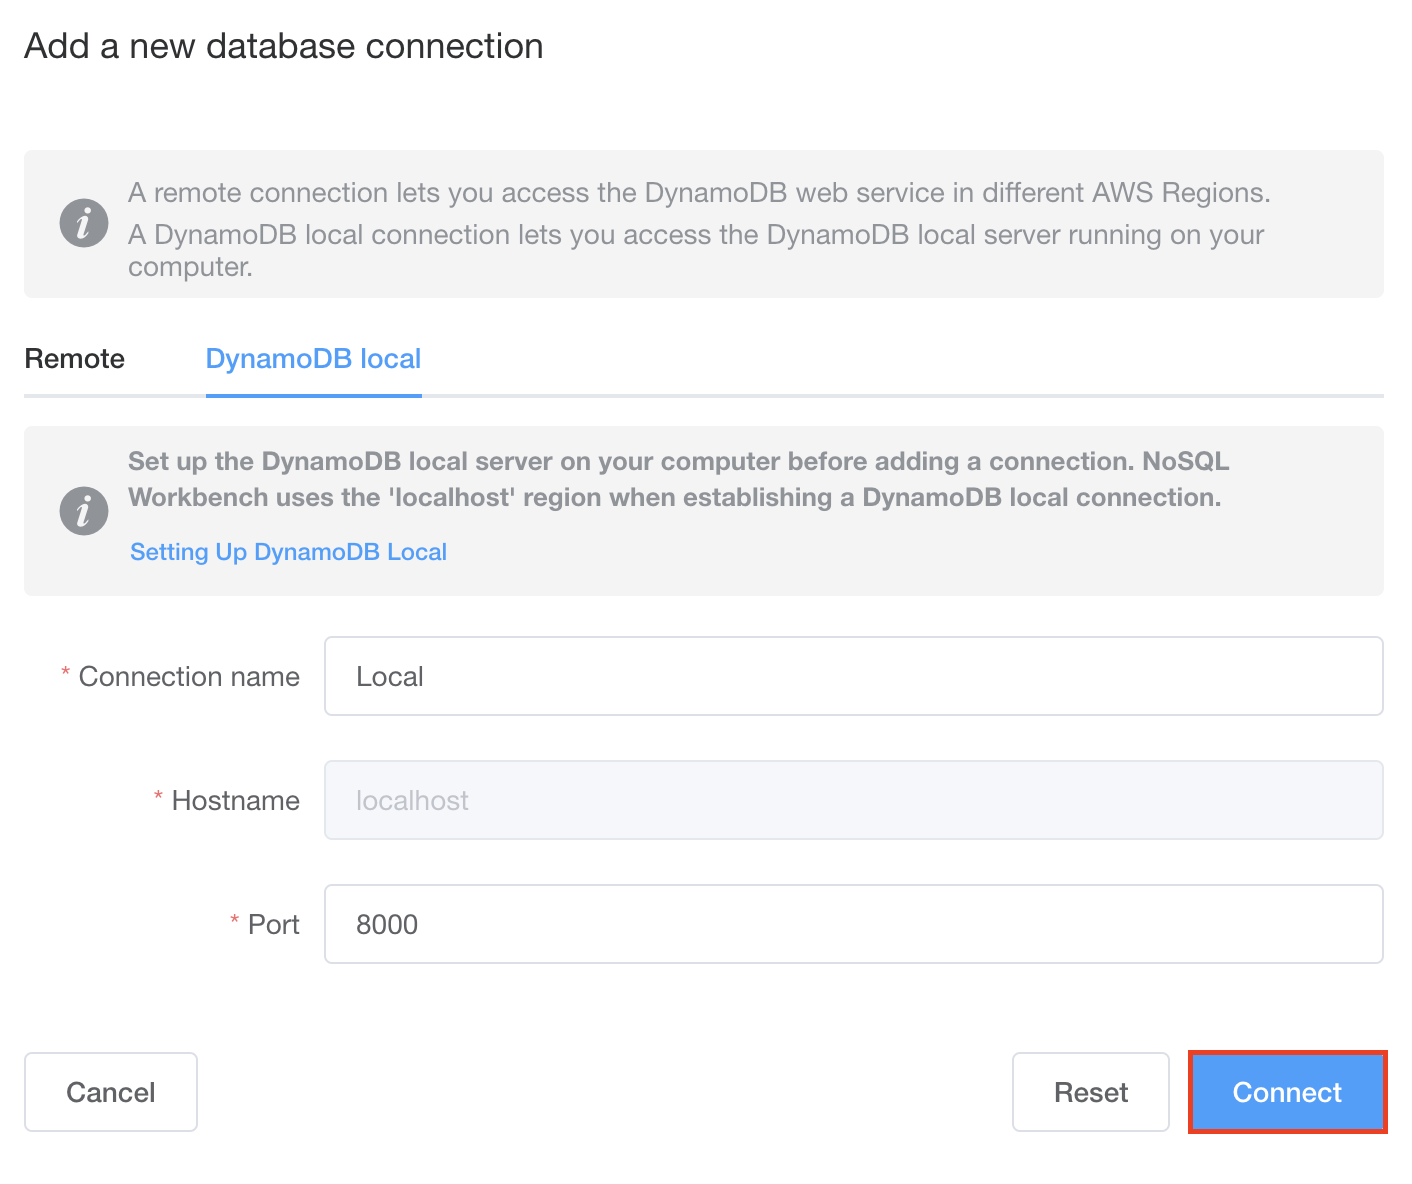 Add a new database connection
A remote connection lets you access the DynamoDB web service in different AWS Regions.
A DynamoDB local connection lets you access the DynamoDB local server running on your
computer.
Remote
DynamoDB local
Set up the DynamoDB local server on your computer before adding a connection. NoSQL
Workbench uses the 'localhost' region when establishing a DynamoDB local connection.
Setting Up DynamoDB Local
* Connection name
Local
* Hostname
localhost
* Port
8000
Cancel
Reset
Connect